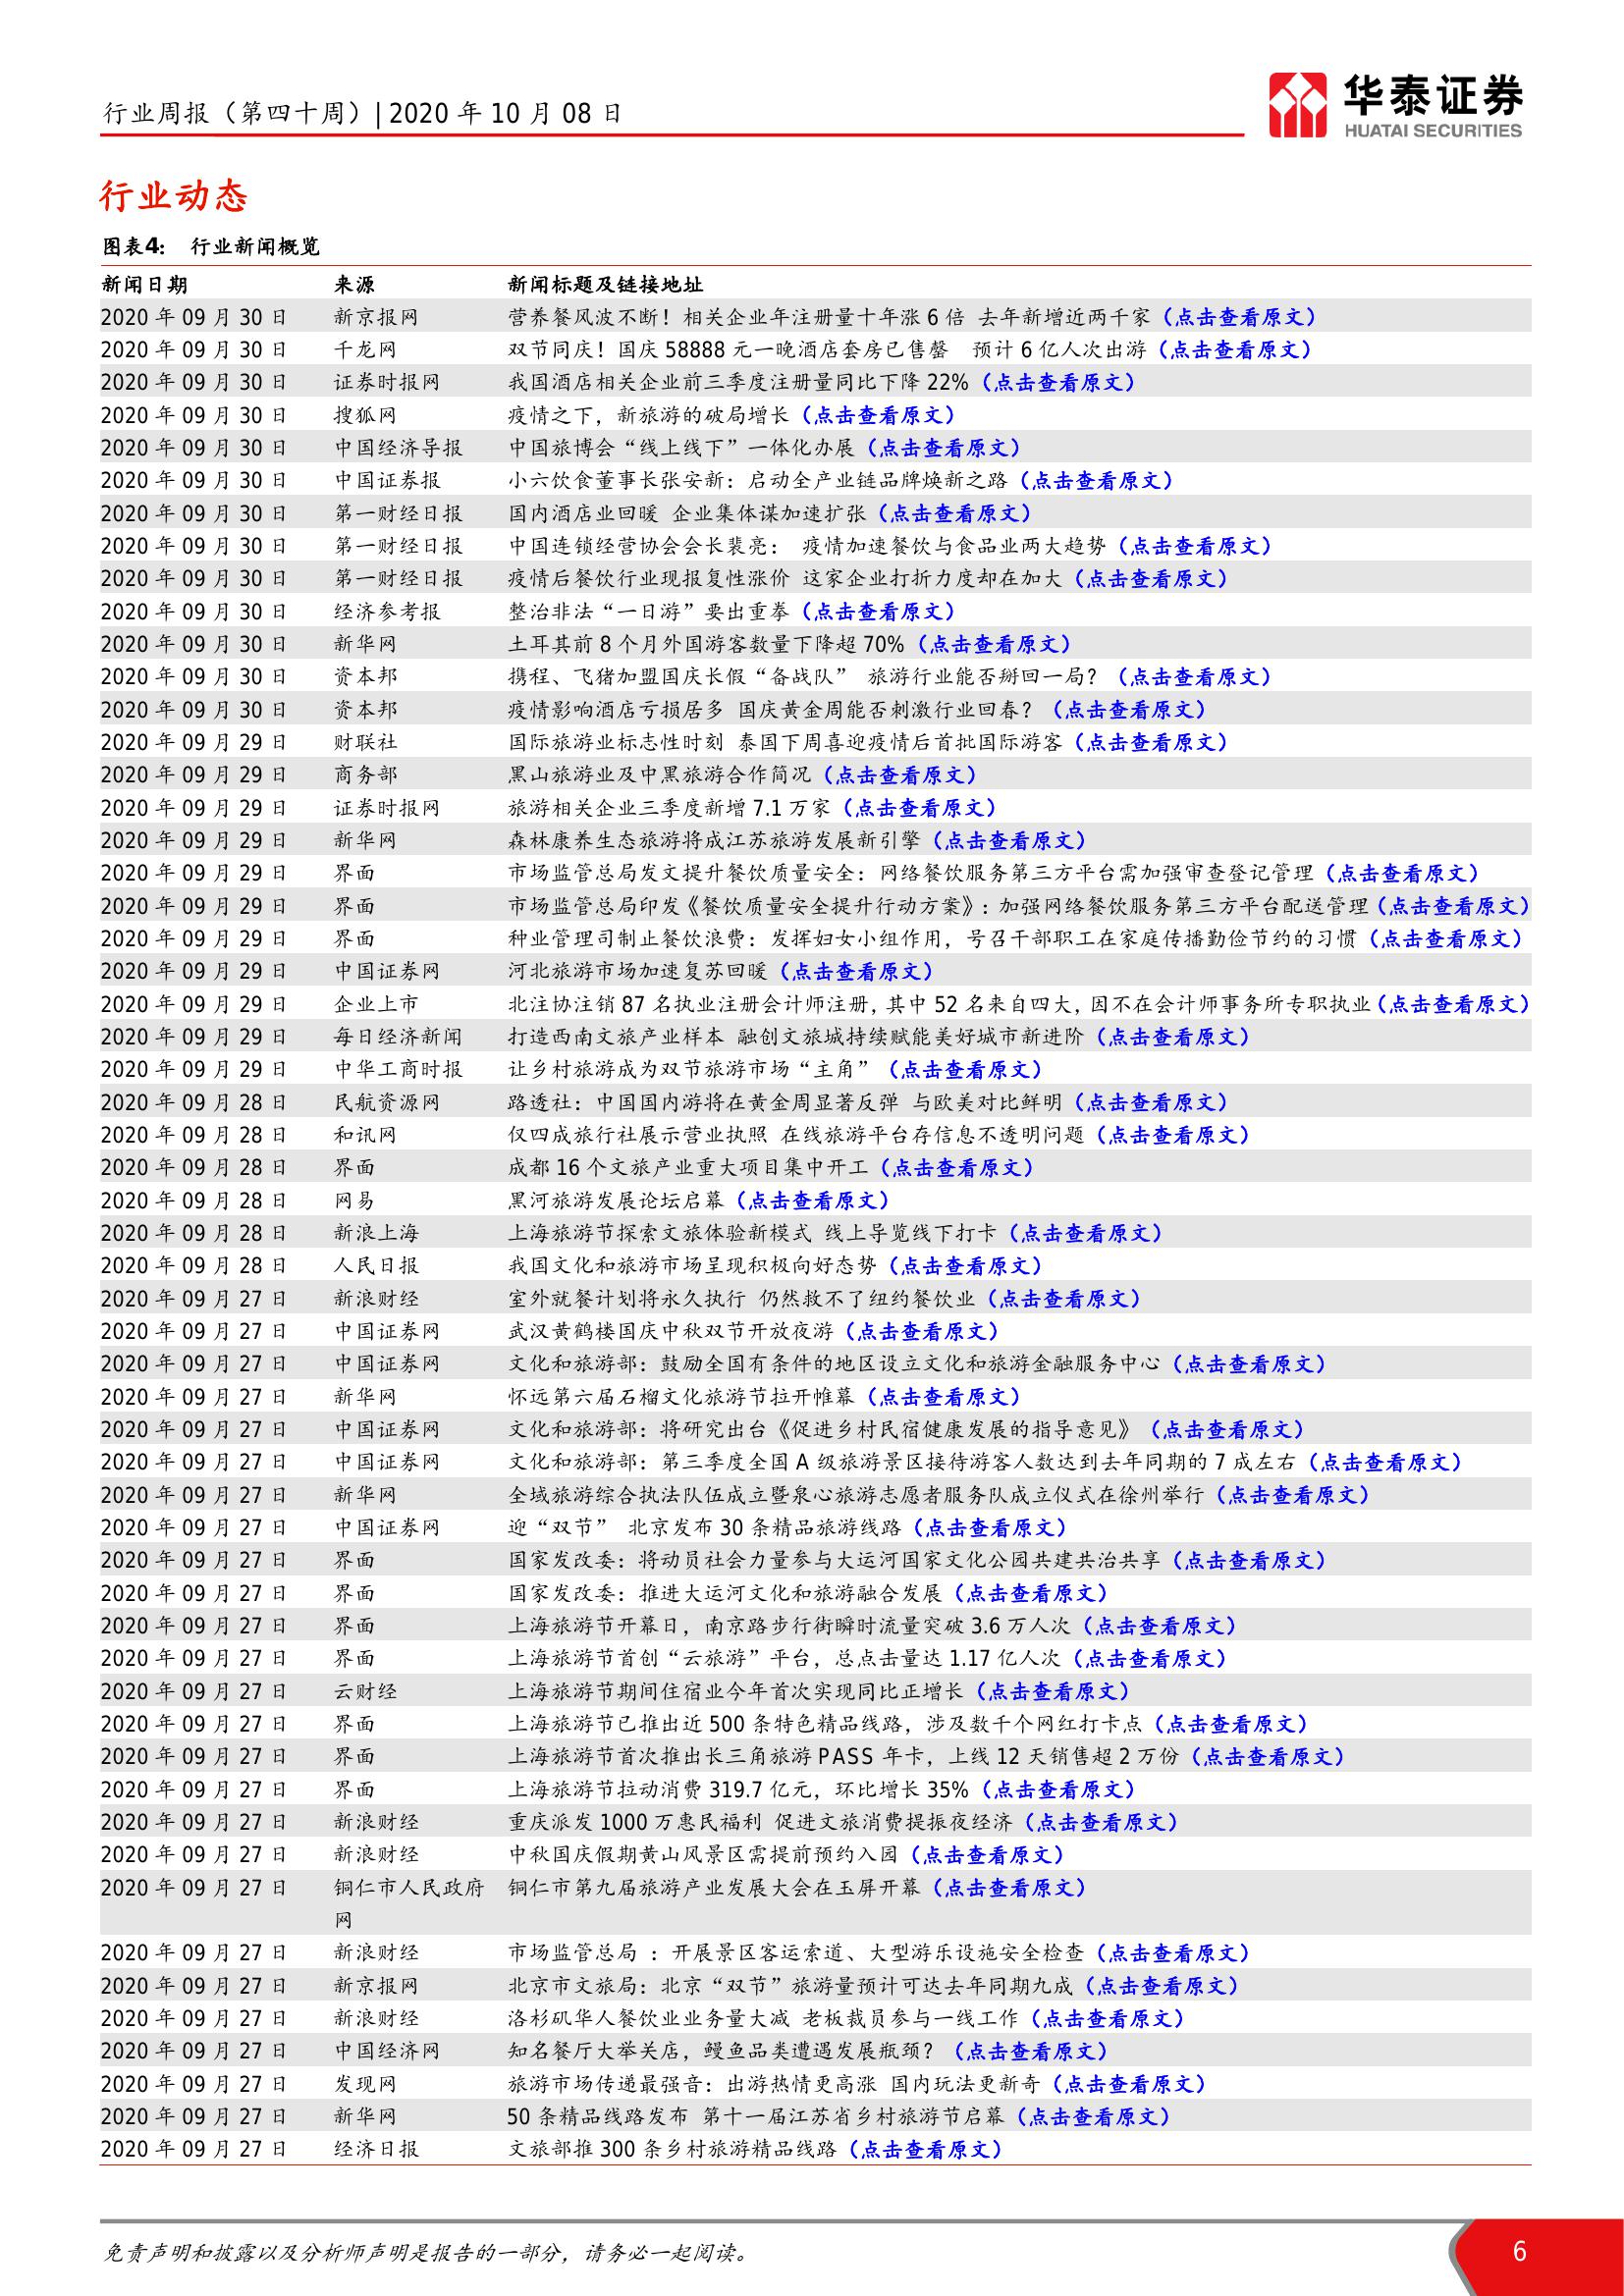 行业周报（第四十周）| 2020 年 10 月 08 日
华泰证券
HUATAI SECURITIES
行业动态
图表4： 行业新闻概览
新闻日期 来源 新闻标题及链接地址
2020 年 09 月 30 日 新京报网 营养餐风波不断！相关企业年注册量十年涨 6 倍 去年新增近两千家（点击查看原文）
2020 年 09 月 30 日 千龙网 双节同庆！国庆 58888 元一晚酒店套房已售罄 预计 6 亿人次出游（点击查看原文）
2020 年 09 月 30 日 证券时报网 我国酒店相关企业前三季度注册量同比下降 22%（点击查看原文）
2020 年 09 月 30 日 搜狐网 疫情之下，新旅游的破局增长（点击查看原文）
2020 年 09 月 30 日 中国经济导报 中国旅博会“线上线下”一体化办展（点击查看原文）
2020 年 09 月 30 日 中国证券报 小六饮食董事长张安新：启动全产业链品牌焕新之路（点击查看原文）
2020 年 09 月 30 日 第一财经日报 国内酒店业回暖 企业集体谋加速扩张（点击查看原文）
2020 年 09 月 30 日 第一财经日报 中国连锁经营协会会长裴亮： 疫情加速餐饮与食品业两大趋势（点击查看原文）
2020 年 09 月 30 日 第一财经日报 疫情后餐饮行业现报复性涨价 这家企业打折力度却在加大（点击查看原文）
2020 年 09 月 30 日 经济参考报 整治非法“一日游”要出重拳（点击查看原文）
2020 年 09 月 30 日 新华网 土耳其前 8 个月外国游客数量下降超 70%（点击查看原文）
2020 年 09 月 30 日 资本邦 携程、飞猪加盟国庆长假“备战队” 旅游行业能否掰回一局？（点击查看原文）
2020 年 09 月 30 日 资本邦 疫情影响酒店亏损居多 国庆黄金周能否刺激行业回春？（点击查看原文）
2020 年 09 月 29 日 财联社 国际旅游业标志性时刻 泰国下周喜迎疫情后首批国际游客（点击查看原文）
2020 年 09 月 29 日 商务部 黑山旅游业及中黑旅游合作简况（点击查看原文）
2020 年 09 月 29 日 证券时报网 旅游相关企业三季度新增 7.1 万家（点击查看原文）
2020 年 09 月 29 日 新华网 森林康养生态旅游将成江苏旅游发展新引擎（点击查看原文）
2020 年 09 月 29 日 界面 市场监管总局发文提升餐饮质量安全：网络餐饮服务第三方平台需加强审查登记管理（点击查看原文）
2020 年 09 月 29 日 界面 市场监管总局印发《餐饮质量安全提升行动方案》：加强网络餐饮服务第三方平台配送管理（点击查看原文）
2020 年 09 月 29 日 界面 种业管理司制止餐饮浪费：发挥妇女小组作用，号召干部职工在家庭传播勤俭节约的习惯（点击查看原文）
2020 年 09 月 29 日 中国证券网 河北旅游市场加速复苏回暖（点击查看原文）
2020 年 09 月 29 日 企业上市 北注协注销 87 名执业注册会计师注册，其中 52 名来自四大，因不在会计师事务所专职执业（点击查看原文）
2020 年 09 月 29 日 每日经济新闻 打造西南文旅产业样本 融创文旅城持续赋能美好城市新进阶（点击查看原文）
2020 年 09 月 29 日 中华工商时报 让乡村旅游成为双节旅游市场“主角”（点击查看原文）
2020 年 09 月 28 日 民航资源网 路透社：中国国内游将在黄金周显著反弹 与欧美对比鲜明（点击查看原文）
2020 年 09 月 28 日 和讯网 仅四成旅行社展示营业执照 在线旅游平台存信息不透明问题（点击查看原文）
2020 年 09 月 28 日 界面 成都 16 个文旅产业重大项目集中开工（点击查看原文）
2020 年 09 月 28 日 网易 黑河旅游发展论坛启幕（点击查看原文）
2020 年 09 月 28 日 新浪上海 上海旅游节探索文旅体验新模式 线上导览线下打卡（点击查看原文）
2020 年 09 月 28 日 人民日报 我国文化和旅游市场呈现积极向好态势（点击查看原文）
2020 年 09 月 27 日 新浪财经 室外就餐计划将永久执行 仍然救不了纽约餐饮业（点击查看原文）
2020 年 09 月 27 日 中国证券网 武汉黄鹤楼国庆中秋双节开放夜游（点击查看原文）
2020 年 09 月 27 日 中国证券网 文化和旅游部：鼓励全国有条件的地区设立文化和旅游金融服务中心（点击查看原文）
2020 年 09 月 27 日 新华网 怀远第六届石榴文化旅游节拉开帷幕（点击查看原文）
2020 年 09 月 27 日 中国证券网 文化和旅游部：将研究出台《促进乡村民宿健康发展的指导意见》（点击查看原文）
2020 年 09 月 27 日 中国证券网 文化和旅游部：第三季度全国 A 级旅游景区接待游客人数达到去年同期的 7 成左右（点击查看原文）
2020 年 09 月 27 日 新华网 全域旅游综合执法队伍成立暨泉心旅游志愿者服务队成立仪式在徐州举行（点击查看原文）
2020 年 09 月 27 日 中国证券网 迎“双节” 北京发布 30 条精品旅游线路（点击查看原文）
2020 年 09 月 27 日 界面 国家发改委：将动员社会力量参与大运河国家文化公园共建共治共享（点击查看原文）
2020 年 09 月 27 日 界面 国家发改委：推进大运河文化和旅游融合发展（点击查看原文）
2020 年 09 月 27 日 界面 上海旅游节开幕日，南京路步行街瞬时流量突破 3.6 万人次（点击查看原文）
2020 年 09 月 27 日 界面 上海旅游节首创“云旅游”平台，总点击量达 1.17 亿人次（点击查看原文）
2020 年 09 月 27 日 云财经 上海旅游节期间住宿业今年首次实现同比正增长（点击查看原文）
2020 年 09 月 27 日 界面 上海旅游节已推出近 500 条特色精品线路，涉及数千个网红打卡点（点击查看原文）
2020 年 09 月 27 日 界面 上海旅游节首次推出长三角旅游 PASS 年卡，上线 12 天销售超 2 万份（点击查看原文）
2020 年 09 月 27 日 界面 上海旅游节拉动消费 319.7 亿元，环比增长 35%（点击查看原文）
2020 年 09 月 27 日 新浪财经 重庆派发 1000 万惠民福利 促进文旅消费提振夜经济（点击查看原文）
2020 年 09 月 27 日 新浪财经 中秋国庆假期黄山风景区需提前预约入园（点击查看原文）
2020 年 09 月 27 日 铜仁市人民政府 铜仁市第九届旅游产业发展大会在玉屏开幕（点击查看原文）
网
2020 年 09 月 27 日 新浪财经 市场监管总局 ：开展景区客运索道、大型游乐设施安全检查（点击查看原文）
2020 年 09 月 27 日 新京报网 北京市文旅局：北京“双节”旅游量预计可达去年同期九成（点击查看原文）
2020 年 09 月 27 日 新浪财经 洛杉矶华人餐饮业业务量大减 老板裁员参与一线工作（点击查看原文）
2020 年 09 月 27 日 中国经济网 知名餐厅大举关店，鳗鱼品类遭遇发展瓶颈？（点击查看原文）
2020 年 09 月 27 日 发现网 旅游市场传递最强音：出游热情更高涨 国内玩法更新奇（点击查看原文）
2020 年 09 月 27 日 新华网 50 条精品线路发布 第十一届江苏省乡村旅游节启幕（点击查看原文）
2020 年 09 月 27 日 经济日报 文旅部推 300 条乡村旅游精品线路（点击查看原文）
免责声明和披露以及分析师声明是报告的一部分，请务必一起阅读。 6